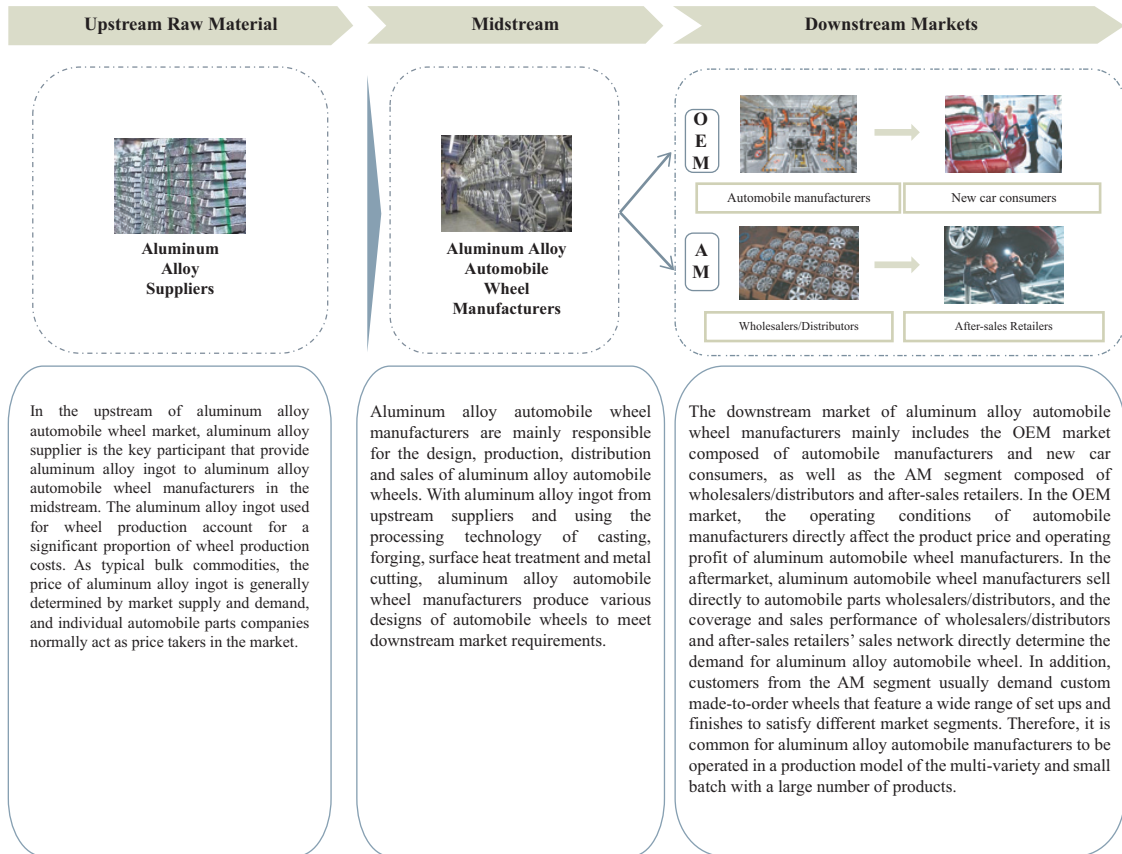 Upstream Raw Material
Midstream
Downstream Markets
Aluminum
Alloy
Suppliers
Aluminum Alloy
Automobile
Wheel
Manufacturers
O
E
M
Automobile manufacturers
New car consumers
A
M
Wholesalers/Distributors
After-sales Retailers
In the upstream of aluminum alloy
automobile wheel market, aluminum alloy
supplier is the key participant that provide
aluminum alloy ingot to aluminum alloy
automobile wheel manufacturers in the
midstream. The aluminum alloy ingot used
for wheel production account for a
significant proportion of wheel production
costs. As typical bulk commodities, the
price of aluminum alloy ingot is generally
determined by market supply and demand,
and individual automobile parts companies
normally act as price takers in the market.
Aluminum alloy automobile wheel
manufacturers are mainly responsible
for the design, production, distribution
and sales of aluminum alloy automobile
wheels. With aluminum alloy ingot from
upstream suppliers and using the
processing technology of casting,
forging, surface heat treatment and metal
cutting, aluminum alloy automobile
wheel manufacturers produce various
designs of automobile wheels to meet
downstream market requirements.
The downstream market of aluminum alloy automobile
wheel manufacturers mainly includes the OEM market
composed of automobile manufacturers and new car
consumers, as well as the AM segment composed of
wholesalers/distributors and after-sales retailers. In the OEM
market, the operating conditions of automobile
manufacturers directly affect the product price and operating
profit of aluminum automobile wheel manufacturers. In the
aftermarket, aluminum automobile wheel manufacturers sell
directly to automobile parts wholesalers/distributors, and the
coverage and sales performance of wholesalers/distributors
and after-sales retailers’ sales network directly determine the
demand for aluminum alloy automobile wheel. In addition,
customers from the AM segment usually demand custom
made-to-order wheels that feature a wide range of set ups and
finishes to satisfy different market segments. Therefore, it is
common for aluminum alloy automobile manufacturers to be
operated in a production model of the multi-variety and small
batch with a large number of products.